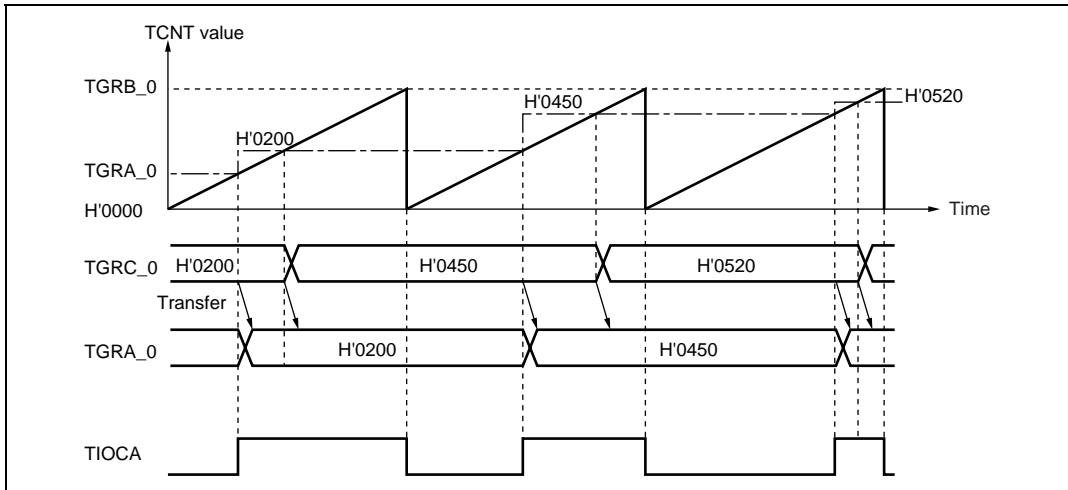 TCNT value
TGRB_0
H'0520
H'0450
H'0200
TGRA_0
H'0000
Time
TGRC_0
H'0200
H'0450
H'0520
Transfer
TGRA_0
H'0200
H'0450
TIOCA